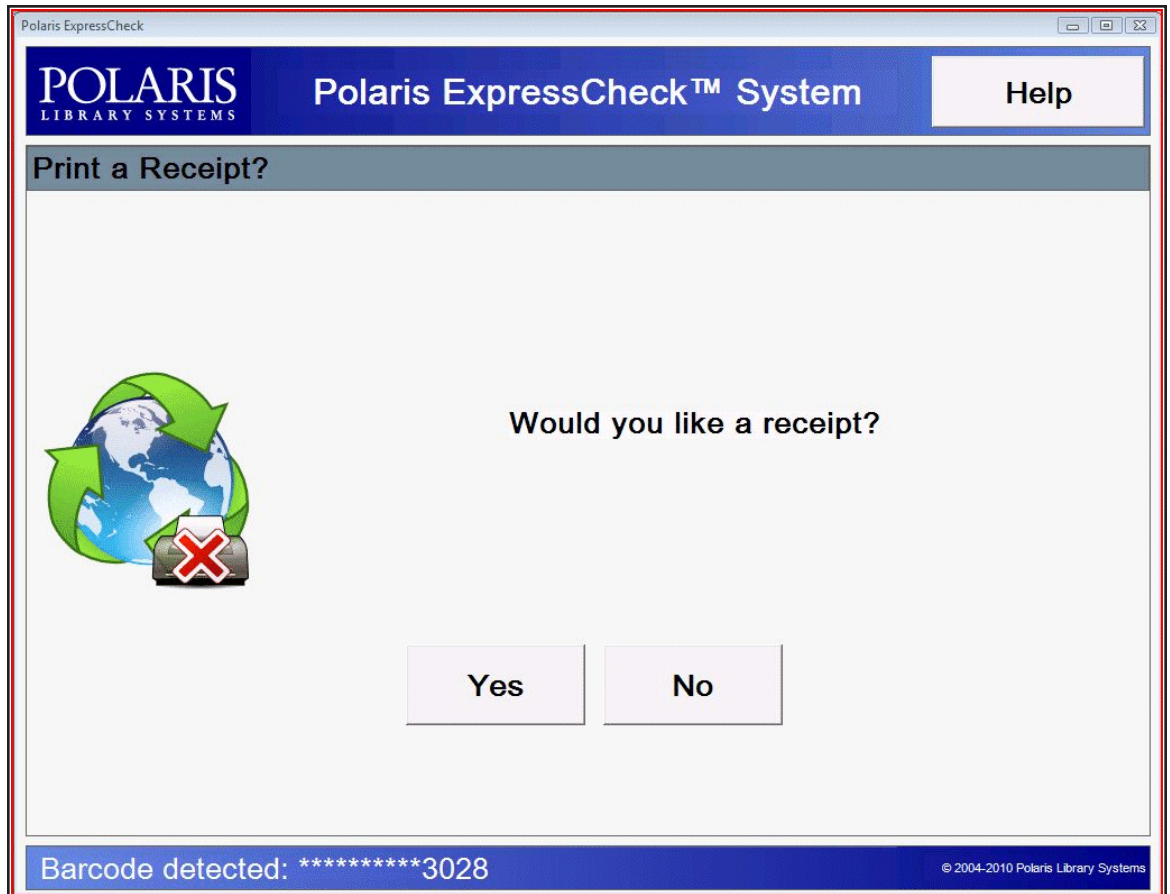 Polaris ExpressCheck
POLARIS
LIBRARY SYSTEMS
Polaris ExpressCheck™ System
Help
Print a Receipt?
Would you like a receipt?
Yes
No
Barcode detected: **********3028
© 2004-2010 Polaris Library Systems